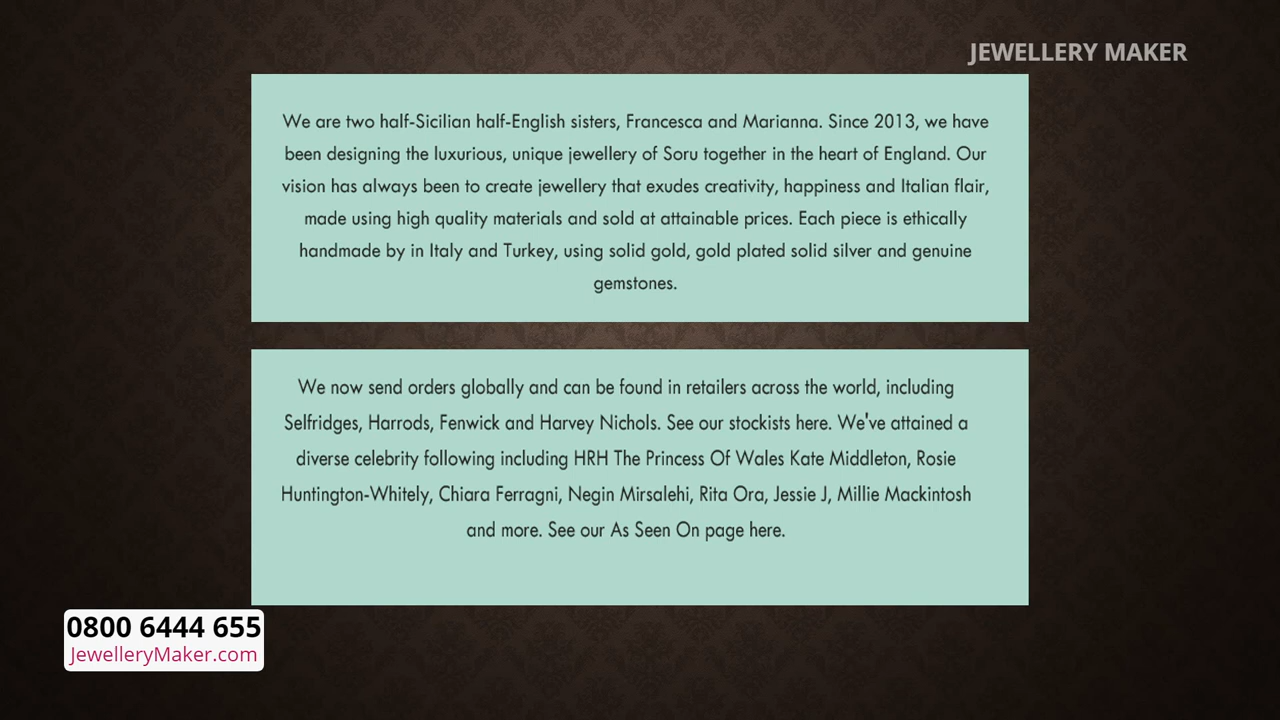 JEWELLERY MAKER
We are two half-Sicilian half-English sisters, Francesca and Marianna. Since 2013, we have
been designing the luxurious, unique jewellery of Soru together in the heart of England. Our
vision has always been to create jewellery that exudes creativity, happiness and Italian flair,
made using high quality materials and sold at attainable prices. Each piece is ethically
handmade by in Italy and Turkey, using solid gold, gold plated solid silver and genuine
gemstones.
We now send orders globally and can be found in retailers across the world, including
Selfridges, Harrods, Fenwick and Harvey Nichols. See our stockists here. We've attained a
diverse celebrity following including HRH The Princess Of Wales Kate Middleton, Rosie
Huntington-Whitely, Chiara Ferragni, Negin Mirsalehi, Rita Ora, Jessie J, Millie Mackintosh
and more. See our As Seen On page here.
0800 6444 655
JewelleryMaker.com